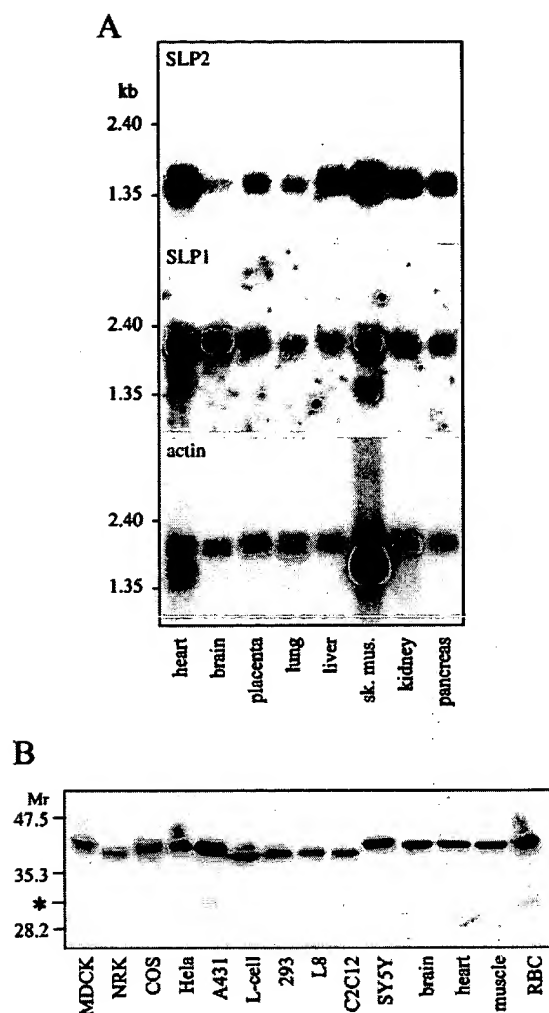 A
SLP2
kb
2.40
1.35
SLP1
2.40
1.35
actin
2.40
1.35
heart
brain
placenta
lung
liver
sk. mus.
kidney
pancreas
B
Mr
47.5
35.3
*
28.2
MDCK
NRK
COS
Hela
A431
L-cell
293
L8
C2C12
SY5Y
brain
heart
muscle
RBC